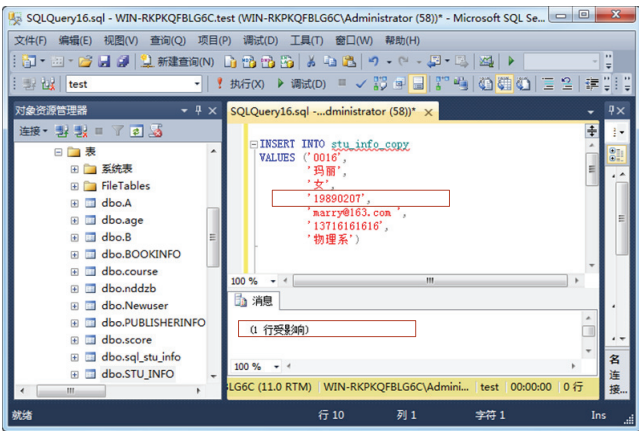 SQLQuery16.sql - WIN-RKPKQFBLG6C.test (WIN-RKPKQFBLG6C\Administrator (58))* - Microsoft SQL Se...
文件(F) 编辑(E) 视图(V) 查询(Q) 项目(P) 调试(D) 工具(T) 窗口(W) 帮助(H)
新建查询(N)
test 执行(X) 调试(D)
对象资源管理器
连接
表
系统表
FileTables
dbo.A
dbo.age
dbo.B
dbo.BOOKINFO
dbo.course
dbo.nddzb
dbo.Newuser
dbo.PUBLISHERINFO
dbo.score
dbo.sql_stu_info
dbo.STU_INFO
SQLQuery16.sql -...dministrator (58))*
INSERT INTO stu_info_copy
VALUES ('0016',
'玛丽',
'女',
'19890207',
'marry@163.com ',
'13716161616',
'物理系')
100 %
消息
(1 行受影响)
100 %
BLG6C (11.0 RTM) WIN-RKPKQFBLG6C\Admini... test 00:00:00 0 行
名
连
接...
就绪 行 10 列 1 字符 1 Ins